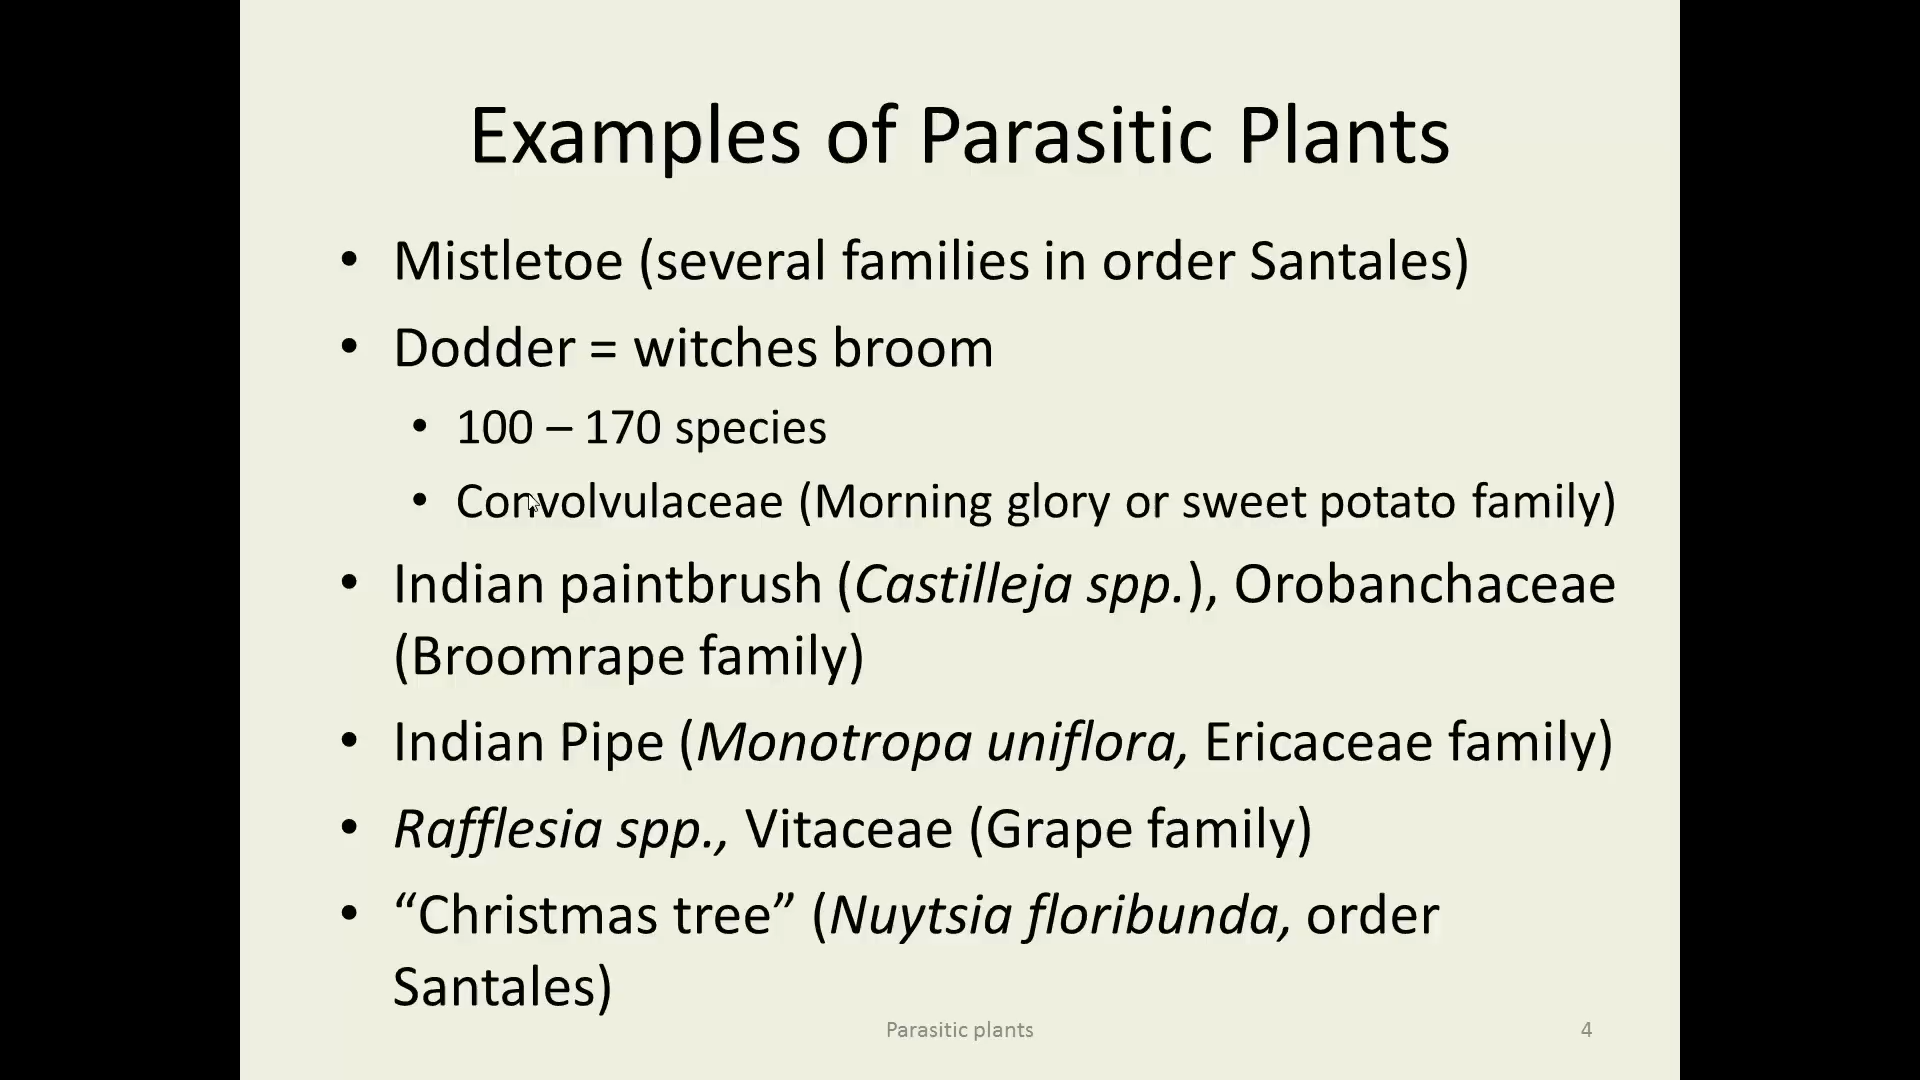 Examples of Parasitic Plants
• Mistletoe (several families in order Santales)
• Dodder = witches broom
• 100 – 170 species
• Convolvulaceae (Morning glory or sweet potato family)
• Indian paintbrush (Castilleja spp.), Orobanchaceae
(Broomrape family)
• Indian Pipe (Monotropa uniflora, Ericaceae family)
• Rafflesia spp., Vitaceae (Grape family)
• “Christmas tree” (Nuytsia floribunda, order
Santales)
Parasitic plants
4